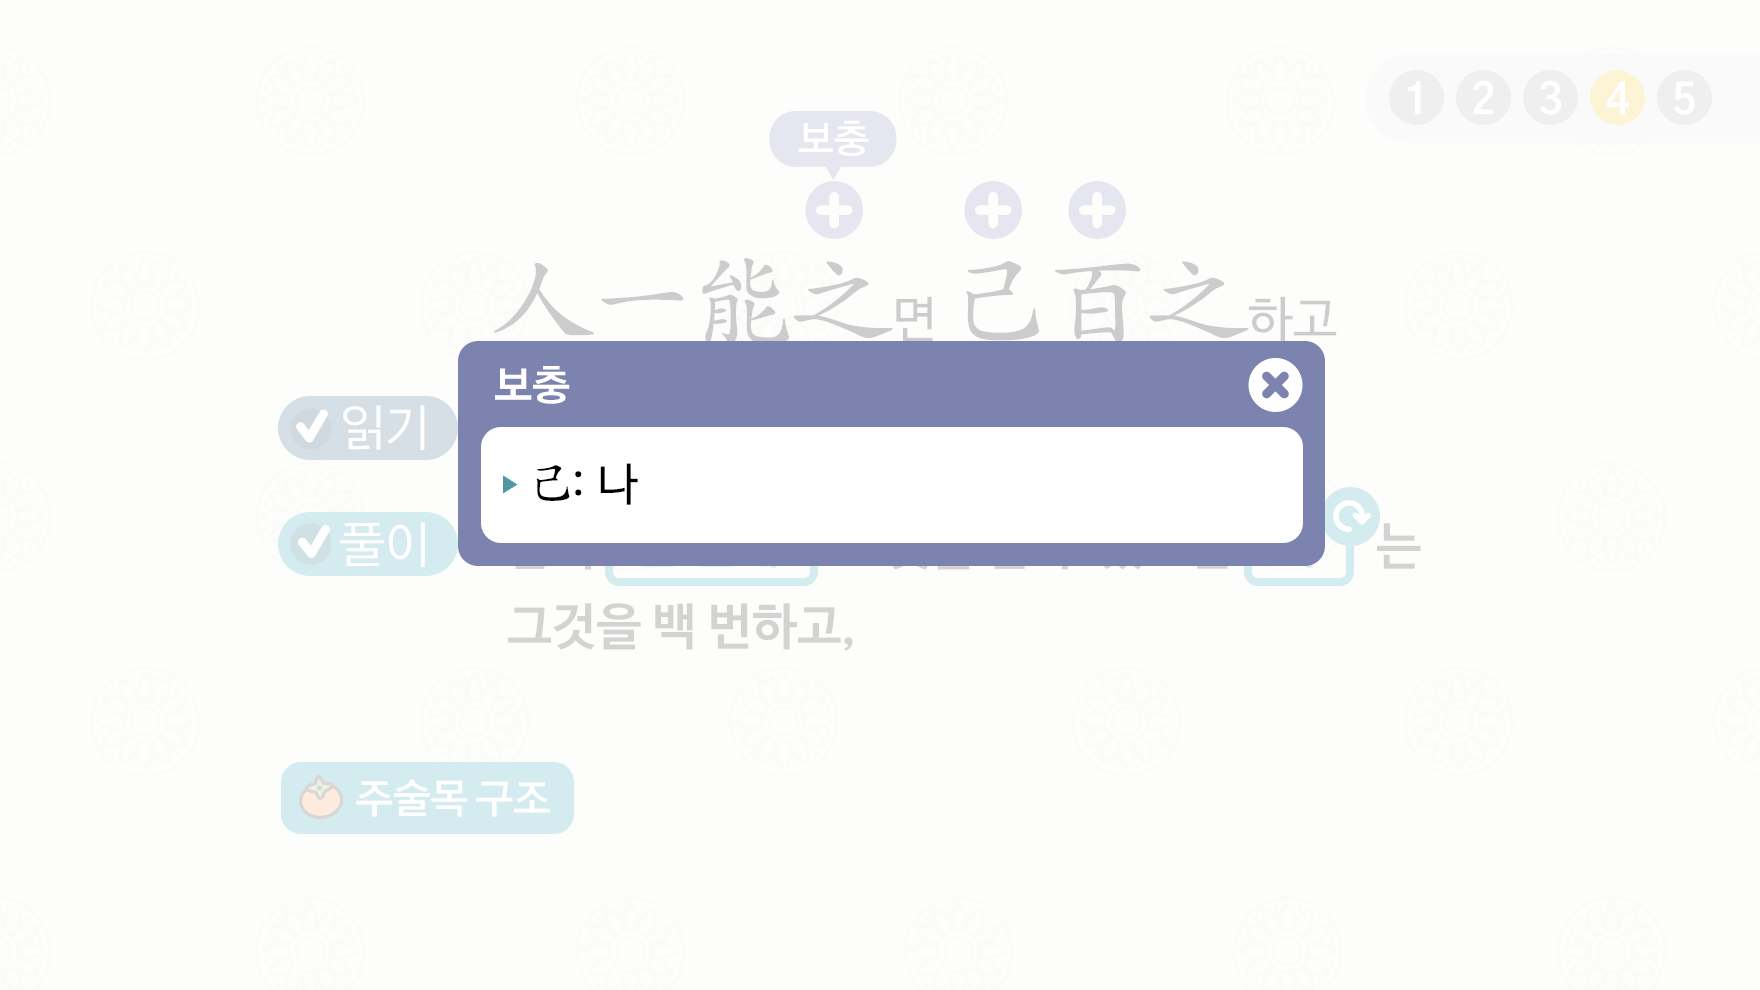 1 2 3 4 5
보충
人一能之면 己百之하고
보충
己: 나
읽기
풀이
는
그것을 백 번하고,
주술목 구조